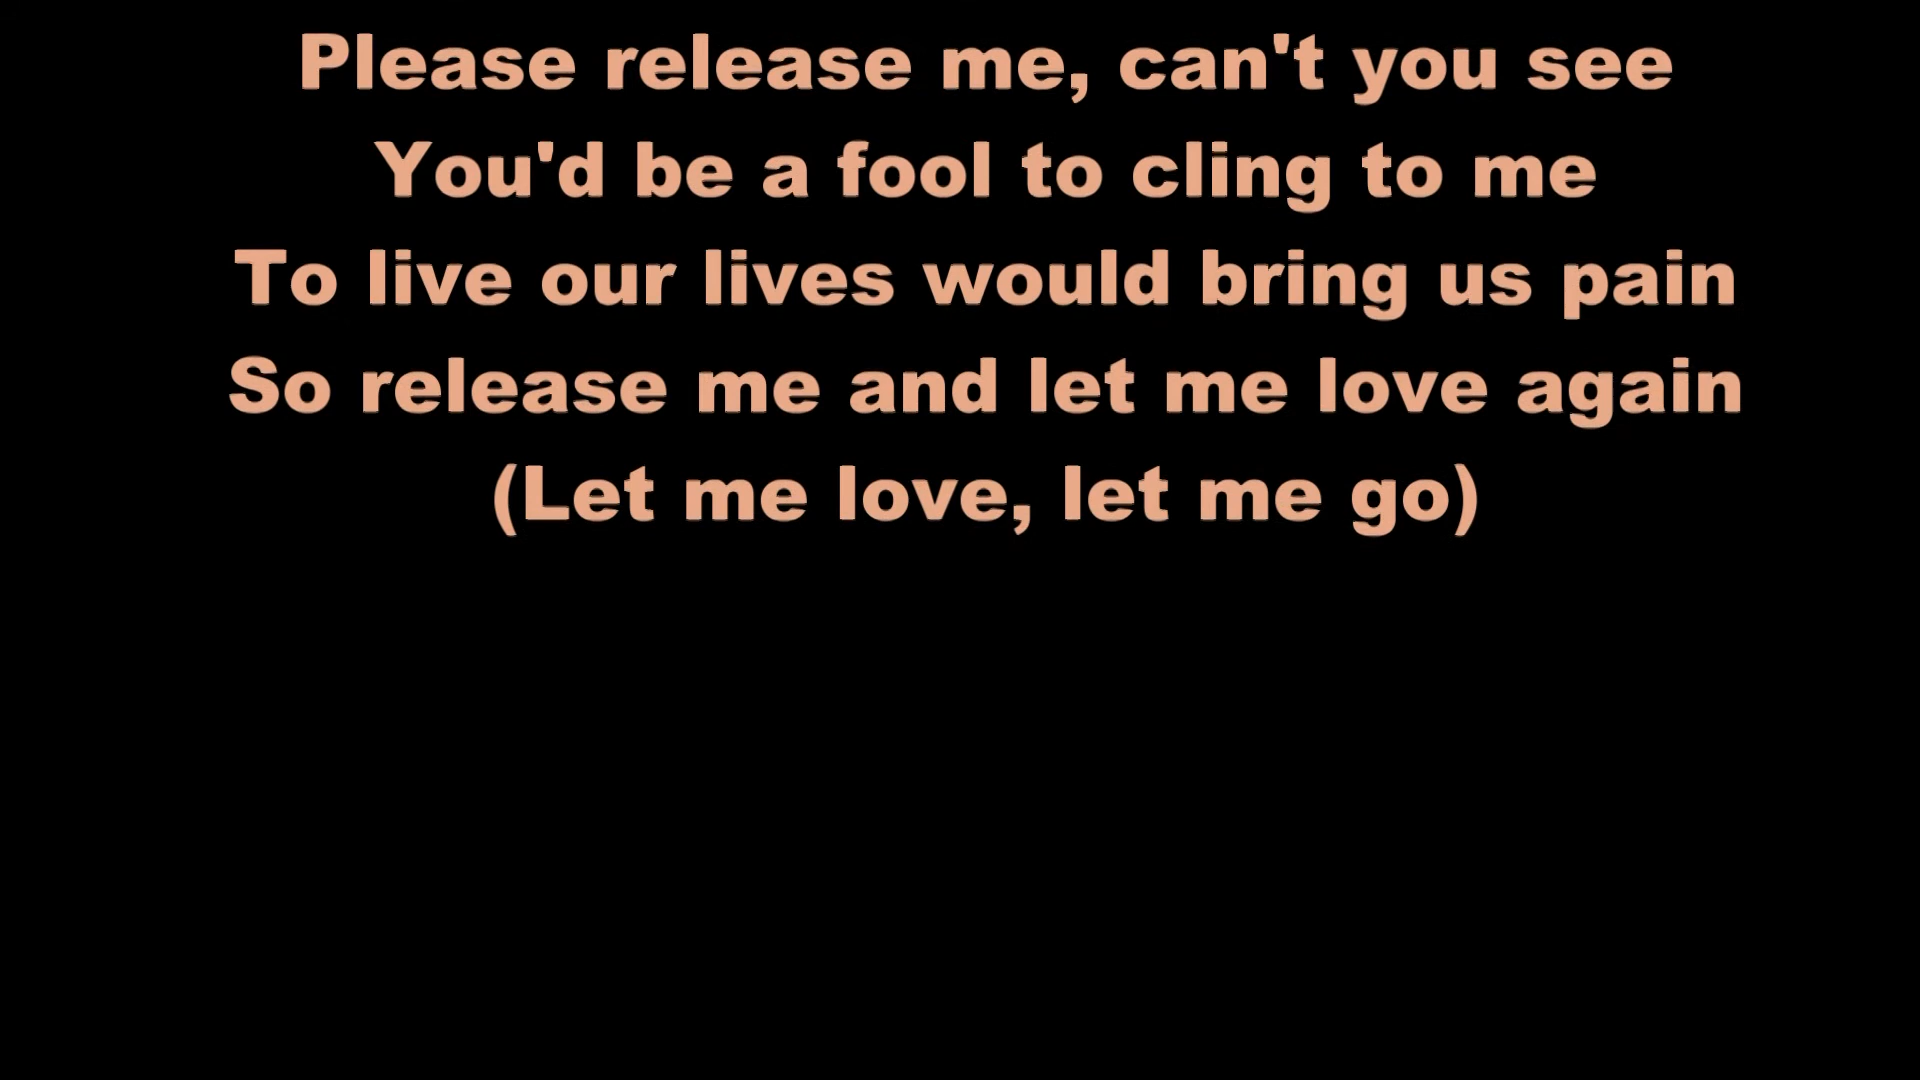 Please release me, can't you see
You'd be a fool to cling to me
To live our lives would bring us pain
So release me and let me love again
(Let me love, let me go)